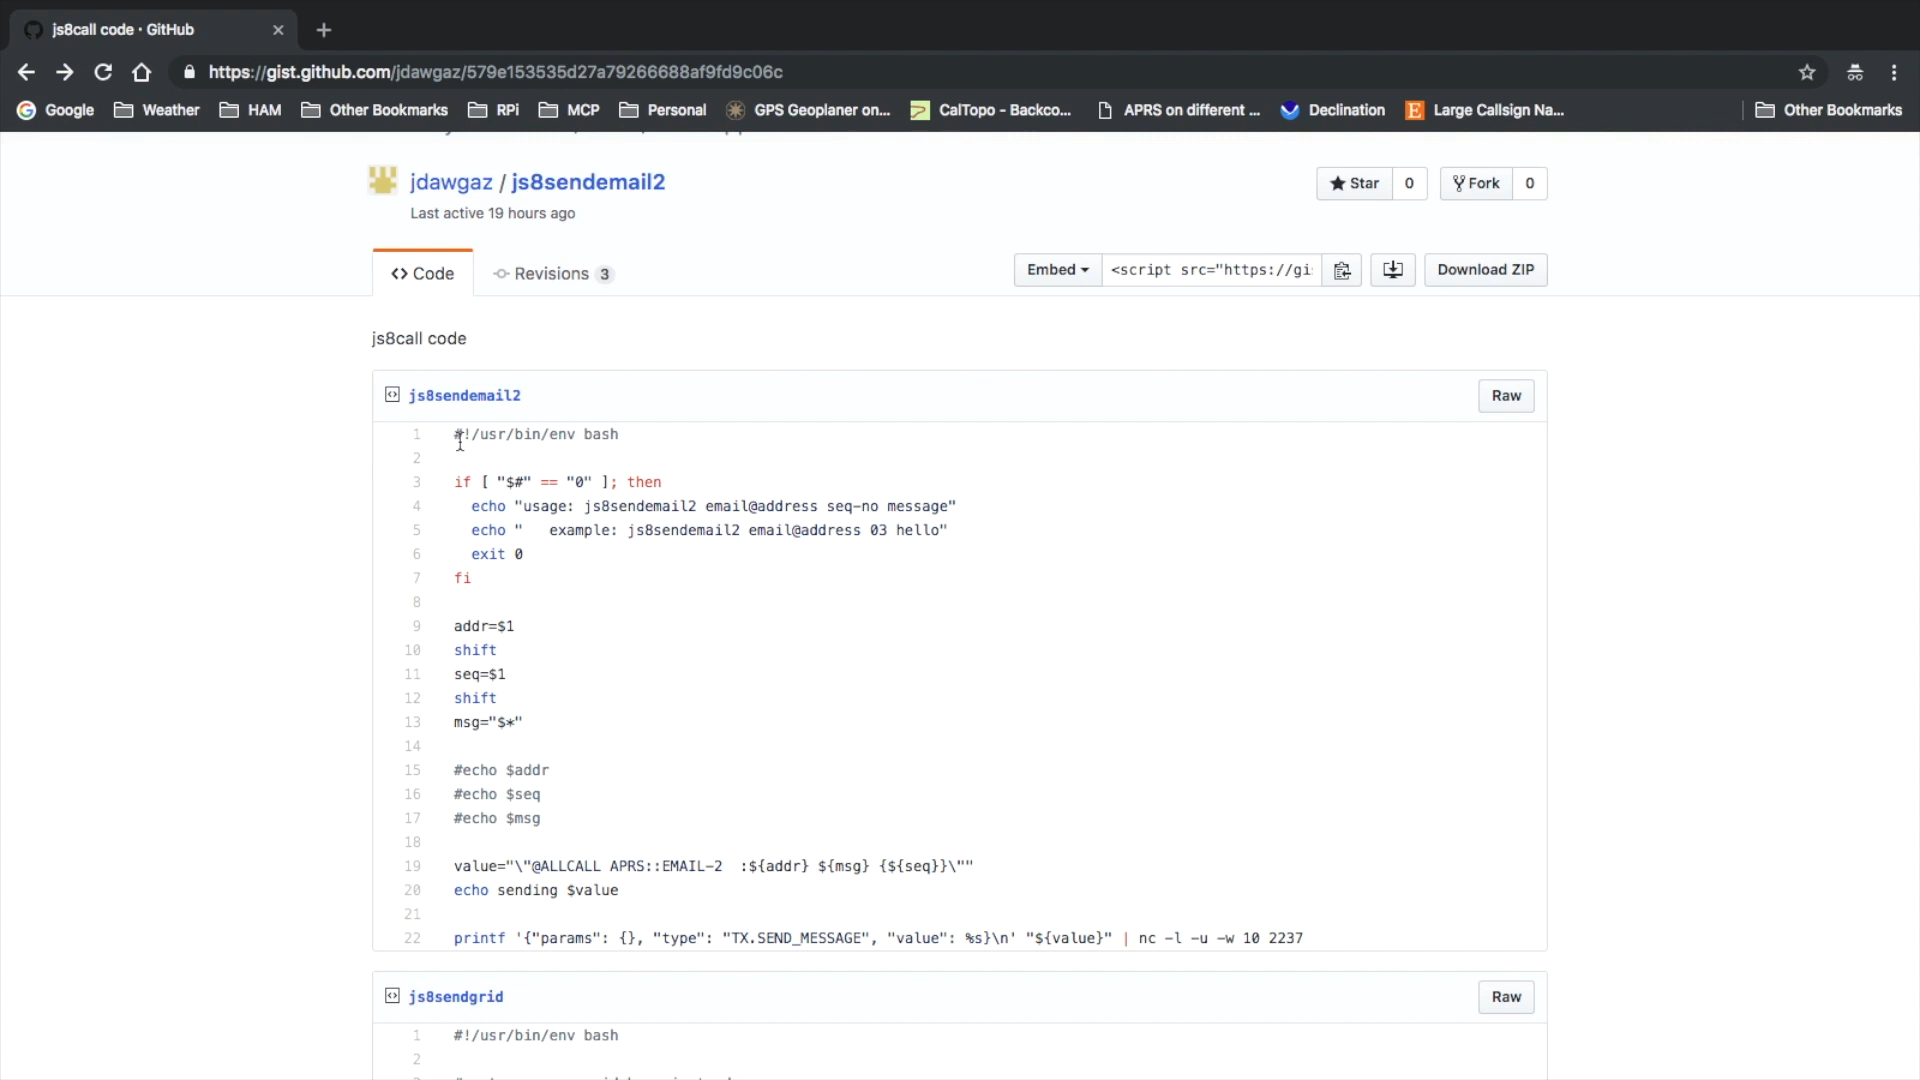 js8call code · GitHub
https://gist.github.com/jdawgaz/579e153535d27a79266688af9fd9c06c
Google Weather HAM Other Bookmarks RPi MCP Personal GPS Geoplaner on... CalTopo - Backco... APRS on different ... Declination Large Callsign Na... Other Bookmarks
jdawgaz / js8sendemail2
Star 0 Fork 0
Last active 19 hours ago
Code Revisions 3 Embed <script src="https://gi Download ZIP
js8call code
js8sendemail2 Raw
1 #!/usr/bin/env bash
2
3 if [ "$#" == "0" ]; then
4 echo "usage: js8sendemail2 email@address seq-no message"
5 echo "   example: js8sendemail2 email@address 03 hello"
6 exit 0
7 fi
8
9 addr=$1
10 shift
11 seq=$1
12 shift
13 msg="$*"
14
15 #echo $addr
16 #echo $seq
17 #echo $msg
18
19 value="\"@ALLCALL APRS::EMAIL-2  :${addr} ${msg} {${seq}}\""
20 echo sending $value
21
22 printf '{"params": {}, "type": "TX.SEND_MESSAGE", "value": %s}\n' "${value}" | nc -l -u -w 10 2237
js8sendgrid Raw
1 #!/usr/bin/env bash
2